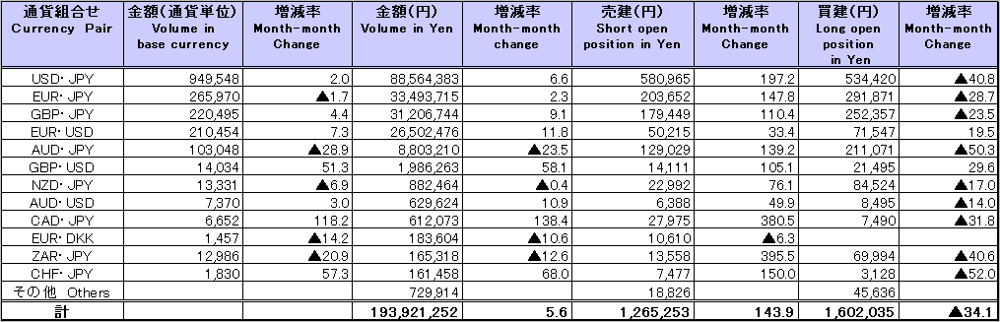 通貨組合せ 金額(通貨単位) 増減率 金額(円) 増減率 売建(円) 増減率 買建(円) 増減率
Currency Pair Volume in base currency Month-month Change Volume in Yen Month-month change Short open position in Yen Month-month Change Long open position in Yen Month-month Change
USD・JPY 949,548 2.0 88,564,383 6.6 580,965 197.2 534,420 ▲40.8
EUR・JPY 265,970 ▲1.7 33,493,715 2.3 203,652 147.8 291,871 ▲28.7
GBP・JPY 220,495 4.4 31,206,744 9.1 179,449 110.4 252,357 ▲23.5
EUR・USD 210,454 7.3 26,502,476 11.8 50,215 33.4 71,547 19.5
AUD・JPY 103,048 ▲28.9 8,803,210 ▲23.5 129,029 139.2 211,071 ▲50.3
GBP・USD 14,034 51.3 1,986,263 58.1 14,111 105.1 21,495 29.6
NZD・JPY 13,331 ▲6.9 882,464 ▲0.4 22,992 76.1 84,524 ▲17.0
AUD・USD 7,370 3.0 629,624 10.9 6,388 49.9 8,495 ▲14.0
CAD・JPY 6,652 118.2 612,073 138.4 27,975 380.5 7,490 ▲31.8
EUR・DKK 1,457 ▲14.2 183,604 ▲10.6 10,610 ▲6.3
ZAR・JPY 12,986 ▲20.9 165,318 ▲12.6 13,558 395.5 69,994 ▲40.6
CHF・JPY 1,830 57.3 161,458 68.0 7,477 150.0 3,128 ▲52.0
その他 Others 729,914 18,826 45,636
計 193,921,252 5.6 1,265,253 143.9 1,602,035 ▲34.1